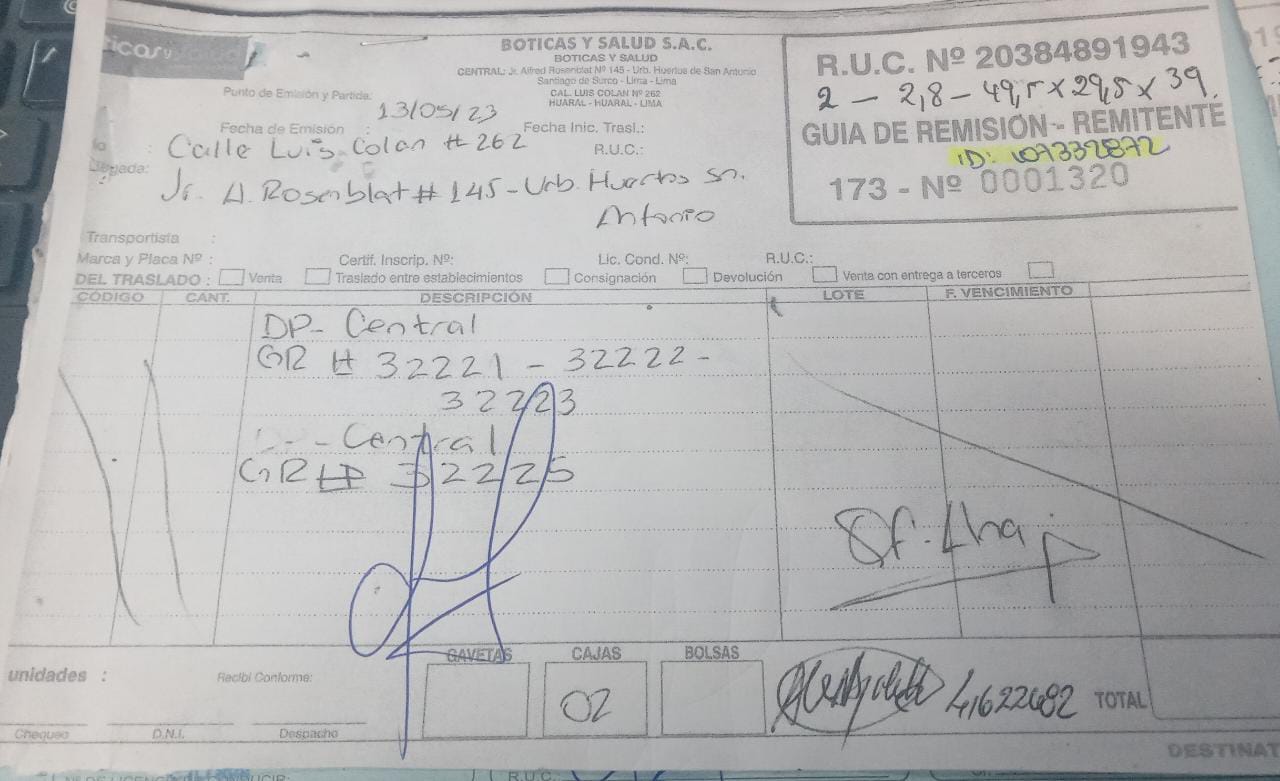 BOTICAS Y SALUD S.A.C.
BOTICAS Y SALUD
CENTRAL: Jr. Alfred Rosenblat Nº 145 - Urb. Huertos de San Antonio
Santiago de Surco - Lima - Lima
CAL. LUIS COLAN Nº 262
HUARAL - HUARAL - LIMA
R.U.C. Nº 20384891943
2 - 2,8 - 49,5 x 29,5 x 39.
GUIA DE REMISIÓN - REMITENTE
ID: 107332872
173 - Nº 0001320
Punto de Emisión y Partida:
13/05/23
Fecha de Emisión :
Fecha Inic. Trasl.:
: Calle Luis Colan # 262
R.U.C.:
Llegada:
Jr. A. Rosenblat # 145 - Urb. Huertos Sn.
Antonio
Transportista :
Marca y Placa Nº :
Certif. Inscrip. Nº:
Lic. Cond. Nº:
R.U.C.:
DEL TRASLADO : Venta Traslado entre establecimientos Consignación Devolución Venta con entrega a terceros
CÓDIGO CANT. DESCRIPCIÓN LOTE F. VENCIMIENTO
DP - Central
GR # 32221 - 32222 -
32223
- Central
GR # 32225
GAVETAS CAJAS BOLSAS
unidades :
Recibí Conforme:
02
41622482 TOTAL
Chequeo D.N.I. Despacho
DESTINAT
R.U.C.